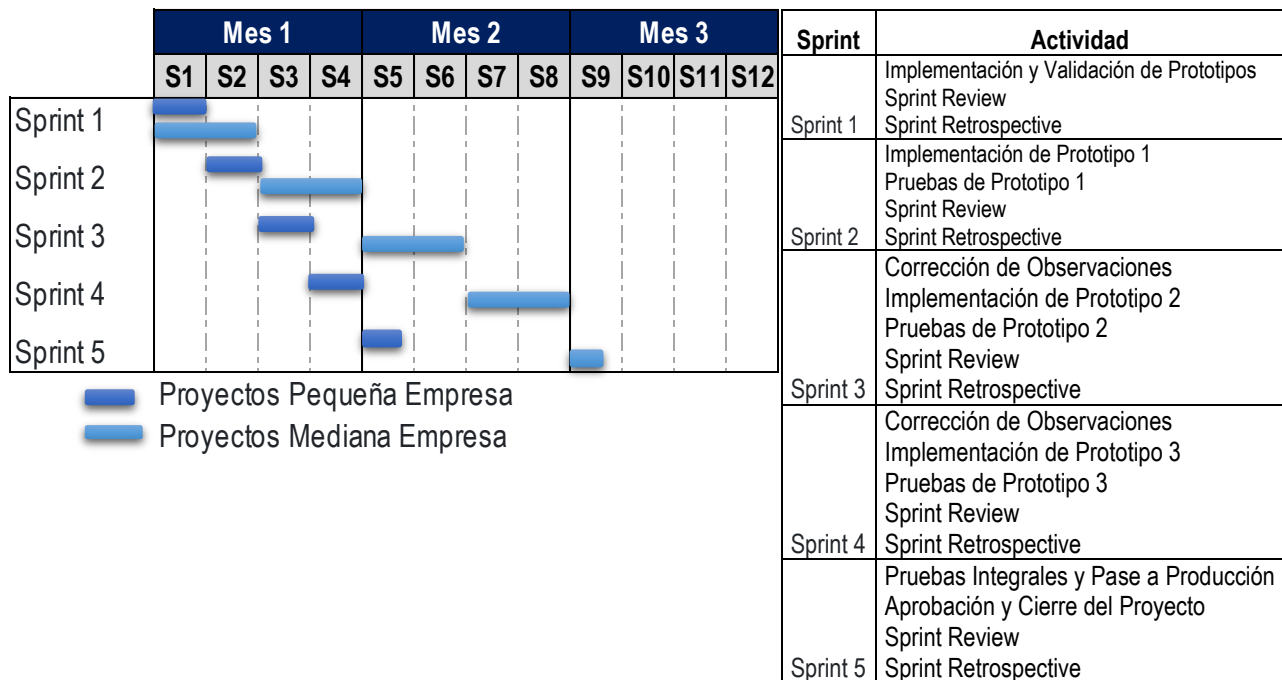 Mes 1 Mes 2 Mes 3
S1 S2 S3 S4 S5 S6 S7 S8 S9 S10 S11 S12
Sprint 1
Sprint 2
Sprint 3
Sprint 4
Sprint 5
Proyectos Pequeña Empresa
Proyectos Mediana Empresa
Sprint Actividad
Implementación y Validación de Prototipos
Sprint Review
Sprint 1 Sprint Retrospective
Implementación de Prototipo 1
Pruebas de Prototipo 1
Sprint Review
Sprint 2 Sprint Retrospective
Corrección de Observaciones
Implementación de Prototipo 2
Pruebas de Prototipo 2
Sprint Review
Sprint 3 Sprint Retrospective
Corrección de Observaciones
Implementación de Prototipo 3
Pruebas de Prototipo 3
Sprint Review
Sprint 4 Sprint Retrospective
Pruebas Integrales y Pase a Producción
Aprobación y Cierre del Proyecto
Sprint Review
Sprint 5 Sprint Retrospective